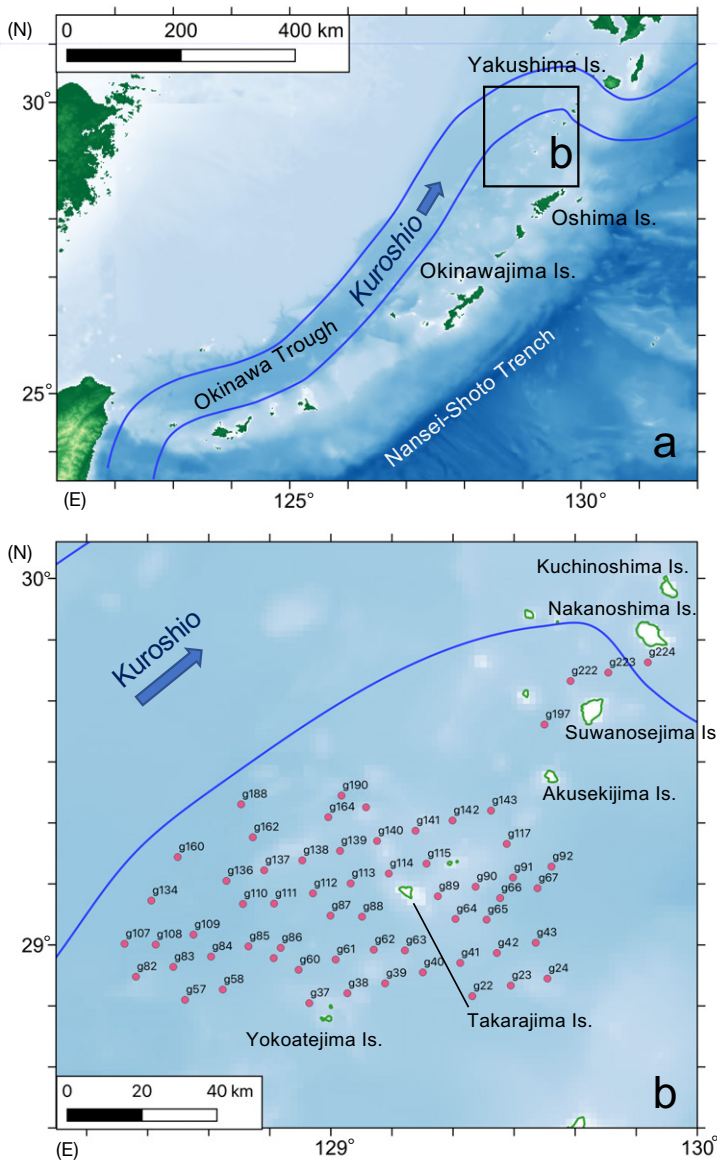 (N)
0 200 400 km
Yakushima Is.
30°
b
Oshima Is.
Kuroshio
Okinawajima Is.
Okinawa Trough
25°
Nansei-Shoto Trench
a
(E)
125°
130°
(N)
30°
Kuchinoshima Is.
Nakanoshima Is.
Kuroshio
g224
g223
g222
g197
Suwanosejima Is
Akusekijima Is.
g190
g188
g164
g143
g142
g141
g162
g140
g139
g117
g160
g138
g115
g92
g137
g114
g91
g136
g113
g90
g67
g112
g89
g66
g134
g110
g111
g87
g88
g64
g65
g109
g107
g108
g85
g86
g62
g63
g43
g42
g84
g61
g41
g83
g60
g40
g82
g39
g24
g58
g38
g23
g57
g37
g22
Takarajima Is.
Yokoatejima Is.
29°
0 20 40 km
b
(E)
129°
130°